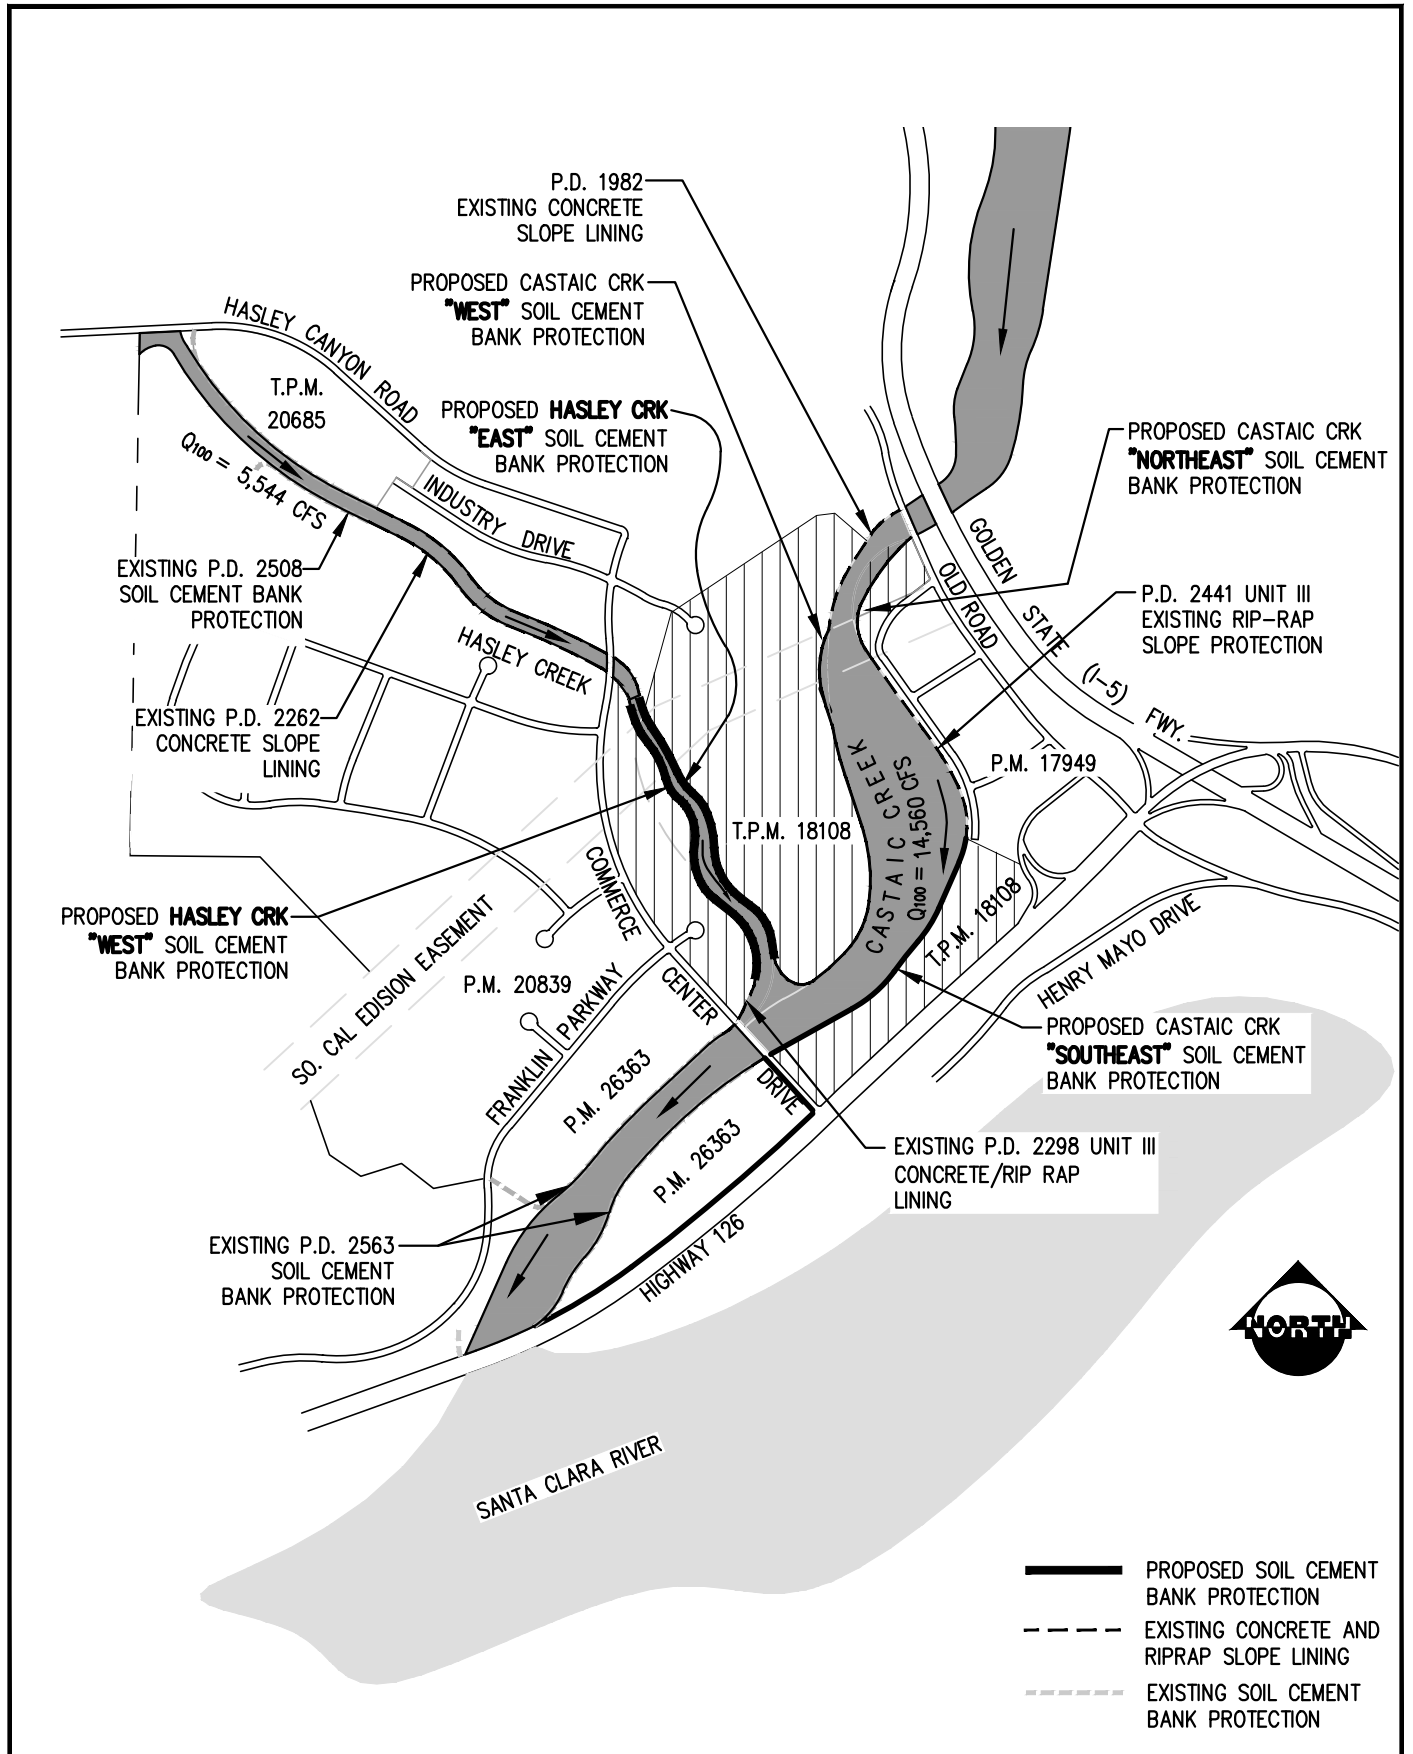 P.D. 1982
EXISTING CONCRETE
SLOPE LINING
PROPOSED CASTAIC CRK
"WEST" SOIL CEMENT
BANK PROTECTION
HASLEY CANYON ROAD
T.P.M.
20685
PROPOSED HASLEY CRK
"EAST" SOIL CEMENT
BANK PROTECTION
PROPOSED CASTAIC CRK
"NORTHEAST" SOIL CEMENT
BANK PROTECTION
Q100 = 5,544 CFS
INDUSTRY DRIVE
GOLDEN STATE (I-5) FWY.
OLD ROAD
EXISTING P.D. 2508
SOIL CEMENT BANK
PROTECTION
P.D. 2441 UNIT III
EXISTING RIP-RAP
SLOPE PROTECTION
HASLEY CREEK
EXISTING P.D. 2262
CONCRETE SLOPE
LINING
P.M. 17949
CASTAIC CREEK
Q100 = 14,560 CFS
T.P.M. 18108
T.P.M. 18108
COMMERCE CENTER DRIVE
PROPOSED HASLEY CRK
"WEST" SOIL CEMENT
BANK PROTECTION
SO. CAL EDISION EASEMENT
P.M. 20839
FRANKLIN PARKWAY
HENRY MAYO DRIVE
PROPOSED CASTAIC CRK
"SOUTHEAST" SOIL CEMENT
BANK PROTECTION
P.M. 26363
P.M. 26363
EXISTING P.D. 2298 UNIT III
CONCRETE/RIP RAP
LINING
HIGHWAY 126
EXISTING P.D. 2563
SOIL CEMENT
BANK PROTECTION
NORTH
SANTA CLARA RIVER
PROPOSED SOIL CEMENT
BANK PROTECTION
EXISTING CONCRETE AND
RIPRAP SLOPE LINING
EXISTING SOIL CEMENT
BANK PROTECTION